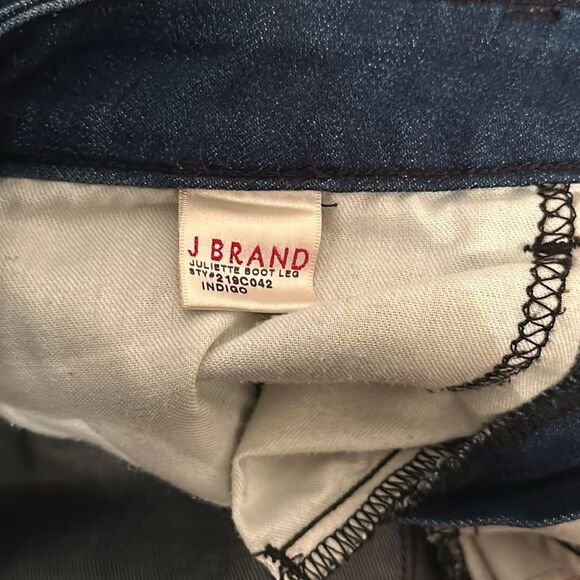 J BRAND
JULIETTE BOOT LEG
STY#219C042
INDIGO